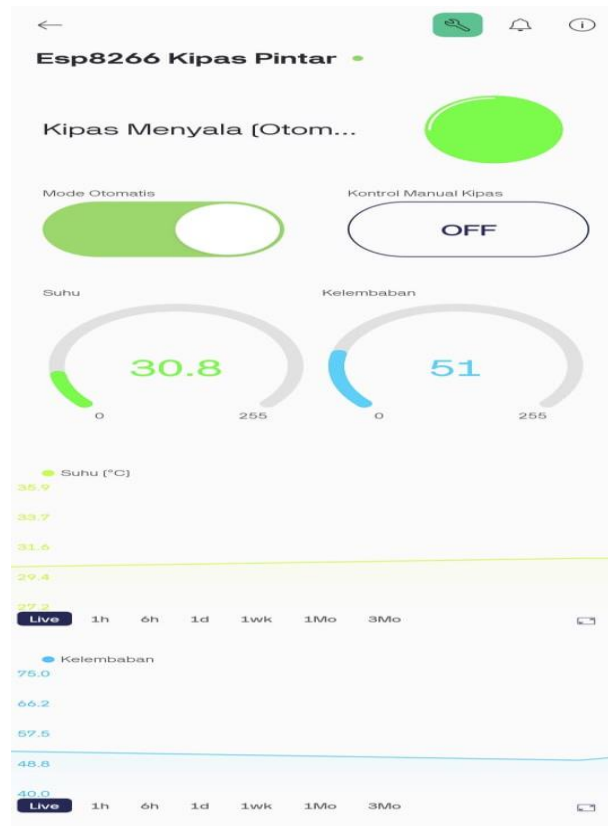 Esp8266 Kipas Pintar
Kipas Menyala (Otom...
Mode Otomatis
Kontrol Manual Kipas
OFF
Suhu
Kelembaban
30.8
51
0 255
0 255
Suhu (°C)
35.9
33.7
31.6
29.4
27.2
Live 1h 6h 1d 1wk 1Mo 3Mo
Kelembaban
75.0
66.2
57.5
48.8
40.0
Live 1h 6h 1d 1wk 1Mo 3Mo